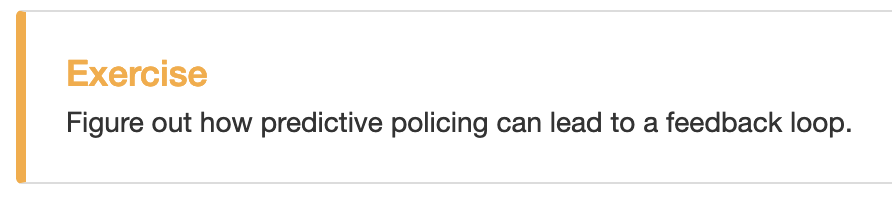 Exercise
Figure out how predictive policing can lead to a feedback loop.